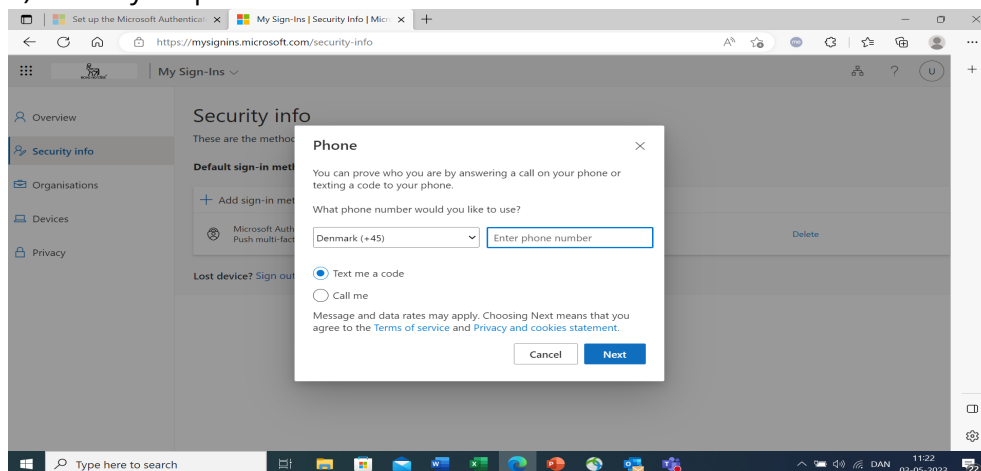 Set up the Microsoft Authenticat
My Sign-Ins | Security Info | Micr
https://mysignins.microsoft.com/security-info
My Sign-Ins
U
Overview
Security info
Organisations
Devices
Privacy
Security info
These are the method
Default sign-in meth
Add sign-in met
Microsoft Auth
Push multi-fact
Delete
Lost device? Sign out
Phone
You can prove who you are by answering a call on your phone or
texting a code to your phone.
What phone number would you like to use?
Denmark (+45)
Enter phone number
Text me a code
Call me
Message and data rates may apply. Choosing Next means that you
agree to the Terms of service and Privacy and cookies statement.
Cancel
Next
Type here to search
DAN
11:22